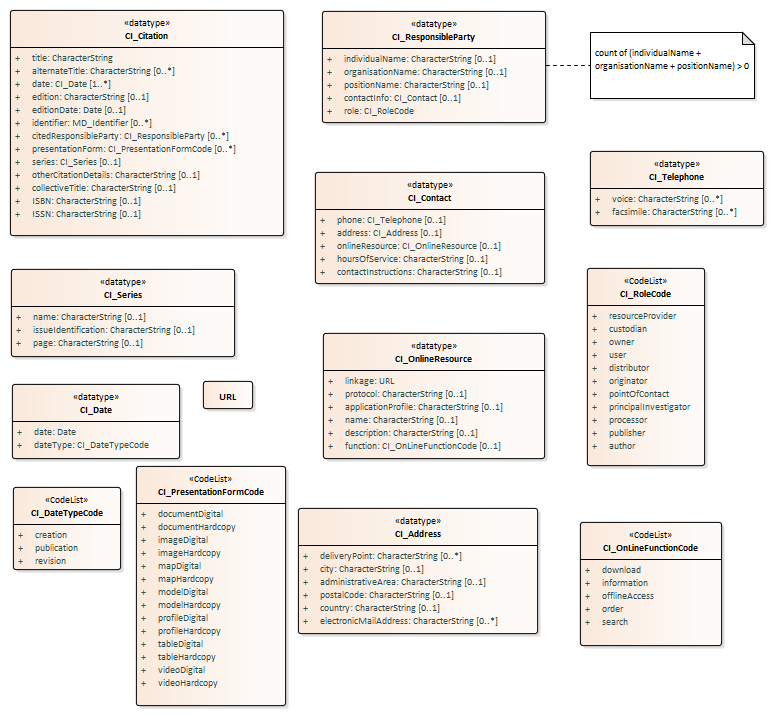 «datatype»
CI_Citation
+ title: CharacterString
+ alternateTitle: CharacterString [0..*]
+ date: CI_Date [1..*]
+ edition: CharacterString [0..1]
+ editionDate: Date [0..1]
+ identifier: MD_Identifier [0..*]
+ citedResponsibleParty: CI_ResponsibleParty [0..*]
+ presentationForm: CI_PresentationFormCode [0..*]
+ series: CI_Series [0..1]
+ otherCitationDetails: CharacterString [0..1]
+ collectiveTitle: CharacterString [0..1]
+ ISBN: CharacterString [0..1]
+ ISSN: CharacterString [0..1]
«datatype»
CI_ResponsibleParty
+ individualName: CharacterString [0..1]
+ organisationName: CharacterString [0..1]
+ positionName: CharacterString [0..1]
+ contactInfo: CI_Contact [0..1]
+ role: CI_RoleCode
count of (individualName +
organisationName + positionName) > 0
«datatype»
CI_Contact
+ phone: CI_Telephone [0..1]
+ address: CI_Address [0..1]
+ onlineResource: CI_OnlineResource [0..1]
+ hoursOfService: CharacterString [0..1]
+ contactInstructions: CharacterString [0..1]
«datatype»
CI_Telephone
+ voice: CharacterString [0..*]
+ facsimile: CharacterString [0..*]
«datatype»
CI_Series
+ name: CharacterString [0..1]
+ issueIdentification: CharacterString [0..1]
+ page: CharacterString [0..1]
«CodeList»
CI_RoleCode
+ resourceProvider
+ custodian
+ owner
+ user
+ distributor
+ originator
+ pointOfContact
+ principalInvestigator
+ processor
+ publisher
+ author
«datatype»
CI_OnlineResource
+ linkage: URL
+ protocol: CharacterString [0..1]
+ applicationProfile: CharacterString [0..1]
+ name: CharacterString [0..1]
+ description: CharacterString [0..1]
+ function: CI_OnLineFunctionCode [0..1]
«datatype»
CI_Date
+ date: Date
+ dateType: CI_DateTypeCode
URL
«CodeList»
CI_DateTypeCode
+ creation
+ publication
+ revision
«CodeList»
CI_PresentationFormCode
+ documentDigital
+ documentHardcopy
+ imageDigital
+ imageHardcopy
+ mapDigital
+ mapHardcopy
+ modelDigital
+ modelHardcopy
+ profileDigital
+ profileHardcopy
+ tableDigital
+ tableHardcopy
+ videoDigital
+ videoHardcopy
«datatype»
CI_Address
+ deliveryPoint: CharacterString [0..*]
+ city: CharacterString [0..1]
+ administrativeArea: CharacterString [0..1]
+ postalCode: CharacterString [0..1]
+ country: CharacterString [0..1]
+ electronicMailAddress: CharacterString [0..*]
«CodeList»
CI_OnLineFunctionCode
+ download
+ information
+ offlineAccess
+ order
+ search